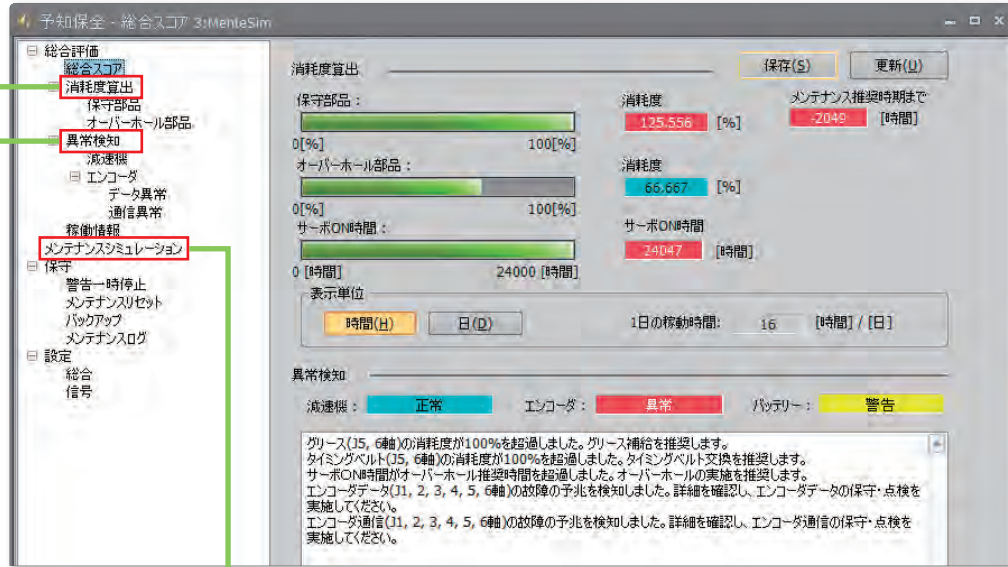 予知保全 - 総合スコア 3:MenteSim
総合評価
総合スコア
消耗度算出
保守部品
オーバーホール部品
異常検知
減速機
エンコーダ
データ異常
通信異常
稼働情報
メンテナンスシミュレーション
保守
警告一時停止
メンテナンスリセット
バックアップ
メンテナンスログ
設定
総合
信号
消耗度算出
保存(S)
更新(U)
保守部品：
消耗度
メンテナンス推奨時期まで
125.556 [%]
-2049 [時間]
0[%] 100[%]
オーバーホール部品：
消耗度
66.667 [%]
0[%] 100[%]
サーボON時間：
サーボON時間
24047 [時間]
0 [時間] 24000 [時間]
表示単位
時間(H) 日(D) 1日の稼動時間: 16 [時間] / [日]
異常検知
減速機： 正常 エンコーダ： 異常 バッテリー： 警告
グリース(J5, 6軸)の消耗度が100%を超過しました。グリース補給を推奨します。
タイミングベルト(J5, 6軸)の消耗度が100%を超過しました。タイミングベルト交換を推奨します。
サーボON時間がオーバーホール推奨時間を超過しました。オーバーホールの実施を推奨します。
エンコーダデータ(J1, 2, 3, 4, 5, 6軸)の故障の予兆を検知しました。詳細を確認し、エンコーダデータの保守・点検を
実施してください。
エンコーダ通信(J1, 2, 3, 4, 5, 6軸)の故障の予兆を検知しました。詳細を確認し、エンコーダ通信の保守・点検を
実施してください。